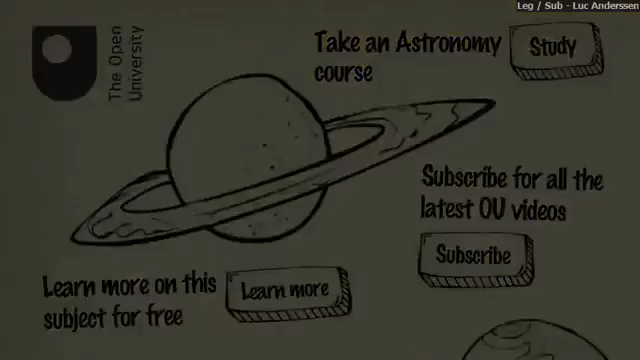 Leg / Sub - Luc Anderssen
The Open
University
Take an Astronomy
course
Study
Subscribe for all the
latest OU videos
Subscribe
Learn more on this
subject for free
Learn more